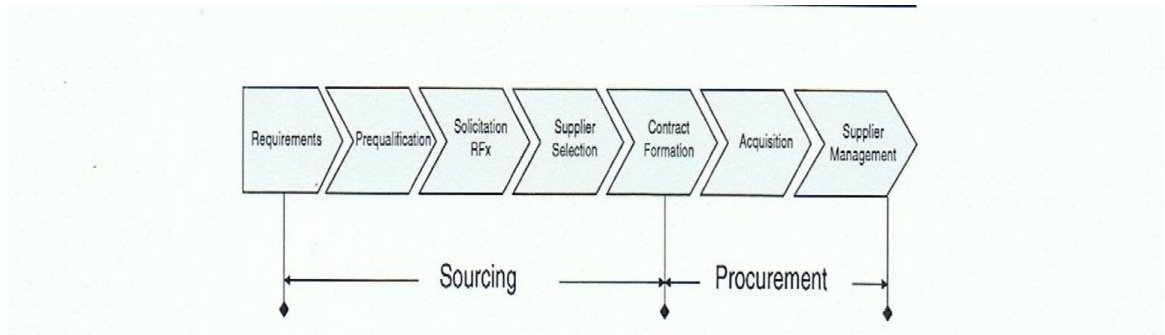 Requirements
Prequalification
Solicitation
RFx
Supplier
Selection
Contract
Formation
Acquisition
Supplier
Management
Sourcing
Procurement